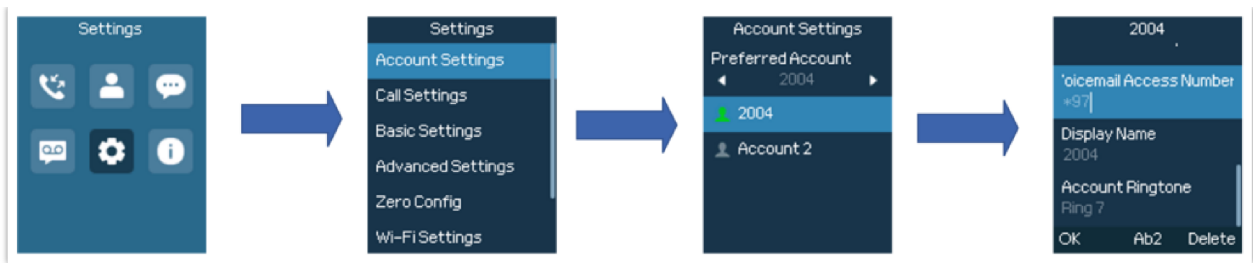 Settings
Settings
Account Settings
Call Settings
Basic Settings
Advanced Settings
Zero Config
Wi-Fi Settings
Account Settings
Preferred Account
2004
2004
Account 2
2004
'oicemail Access Number
*97
Display Name
2004
Account Ringtone
Ring 7
OK Ab2 Delete